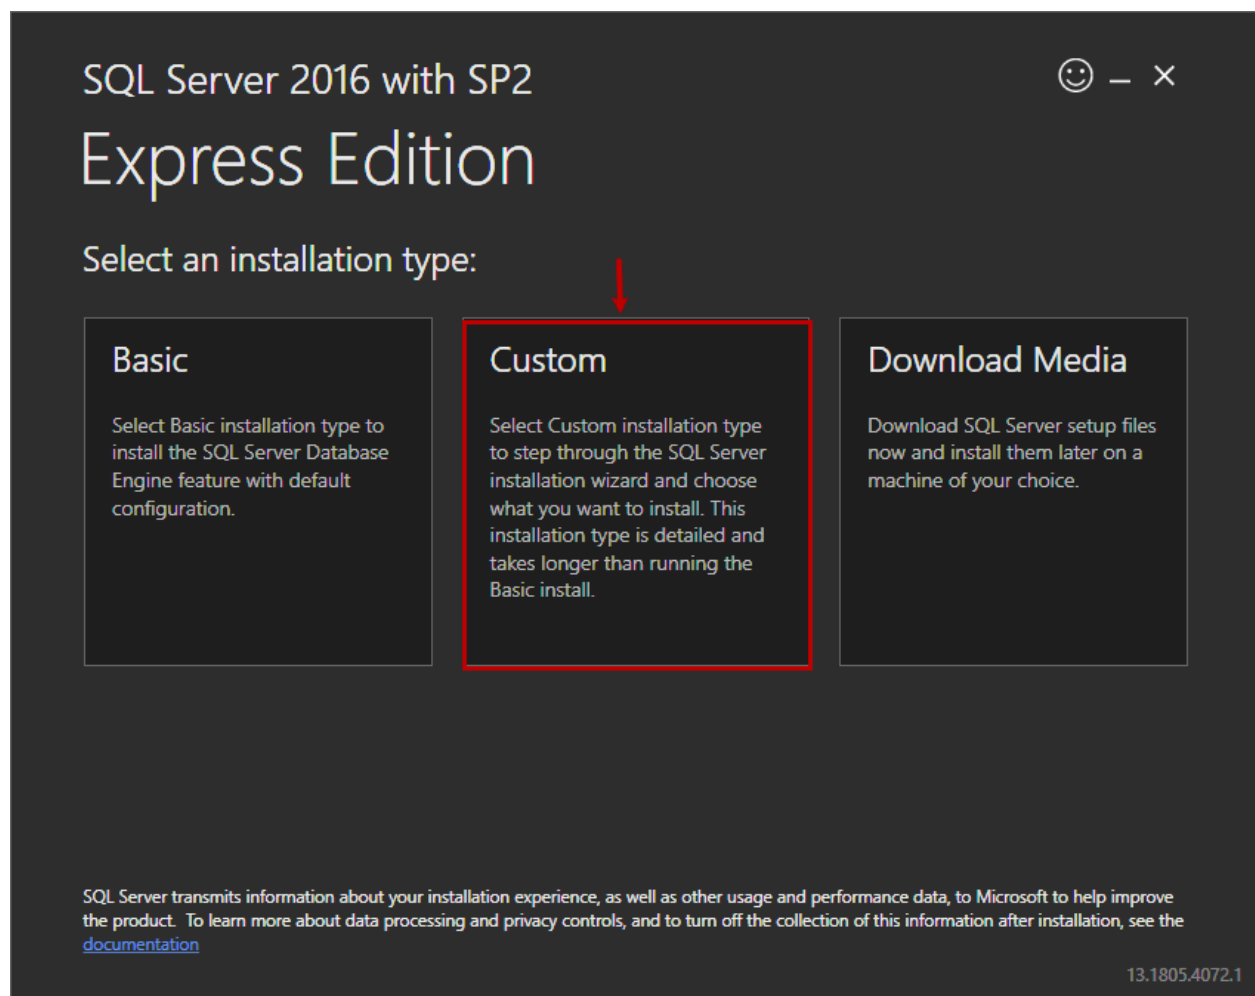 SQL Server 2016 with SP2
Express Edition
Select an installation type:
Basic
Select Basic installation type to
install the SQL Server Database
Engine feature with default
configuration.
Custom
Select Custom installation type
to step through the SQL Server
installation wizard and choose
what you want to install. This
installation type is detailed and
takes longer than running the
Basic install.
Download Media
Download SQL Server setup files
now and install them later on a
machine of your choice.
SQL Server transmits information about your installation experience, as well as other usage and performance data, to Microsoft to help improve
the product. To learn more about data processing and privacy controls, and to turn off the collection of this information after installation, see the
documentation
13.1805.4072.1